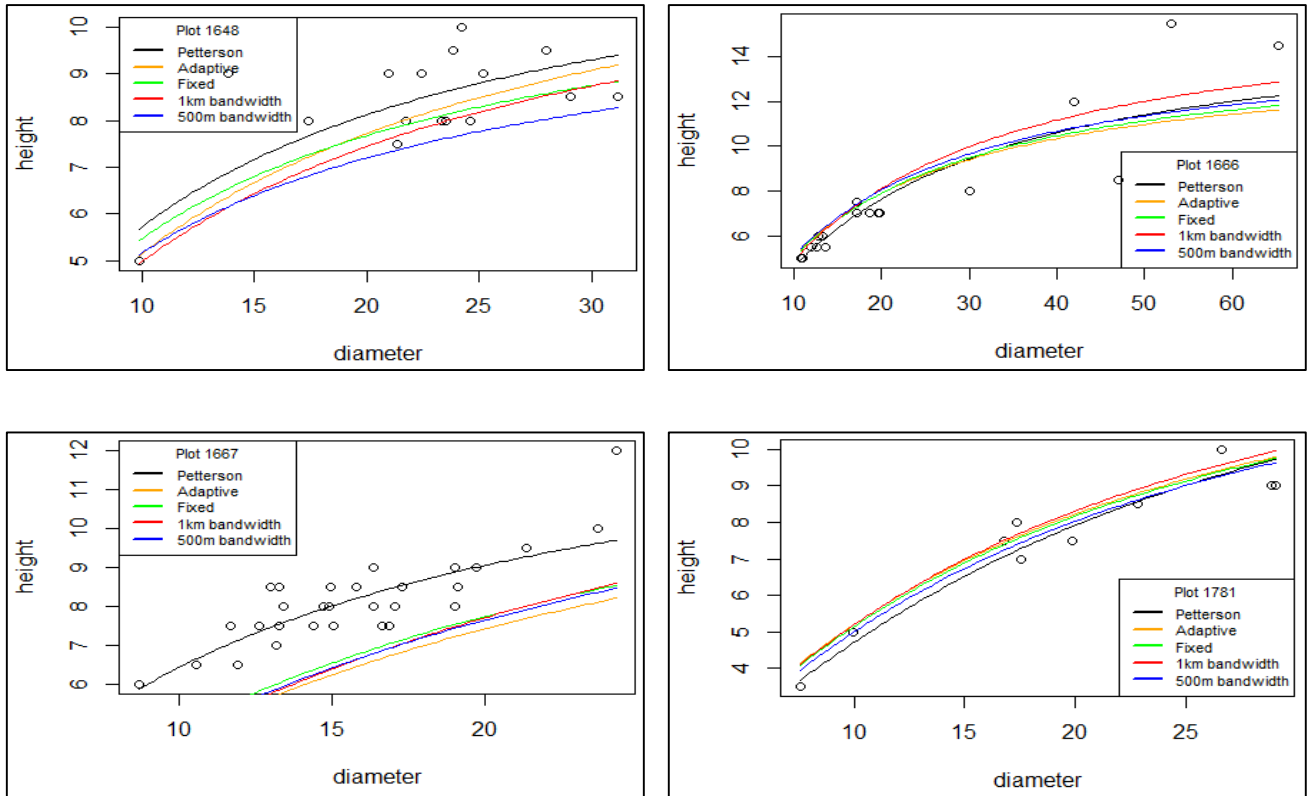 height
10
9
8
7
6
5
Plot 1648
Petterson
Adaptive
Fixed
1km bandwidth
500m bandwidth
10 15 20 25 30
diameter
height
14
12
10
8
6
Plot 1666
Petterson
Adaptive
Fixed
1km bandwidth
500m bandwidth
10 20 30 40 50 60
diameter
height
12
11
10
9
8
7
6
Plot 1667
Petterson
Adaptive
Fixed
1km bandwidth
500m bandwidth
10 15 20
diameter
height
10
9
8
7
6
5
4
Plot 1781
Petterson
Adaptive
Fixed
1km bandwidth
500m bandwidth
10 15 20 25
diameter